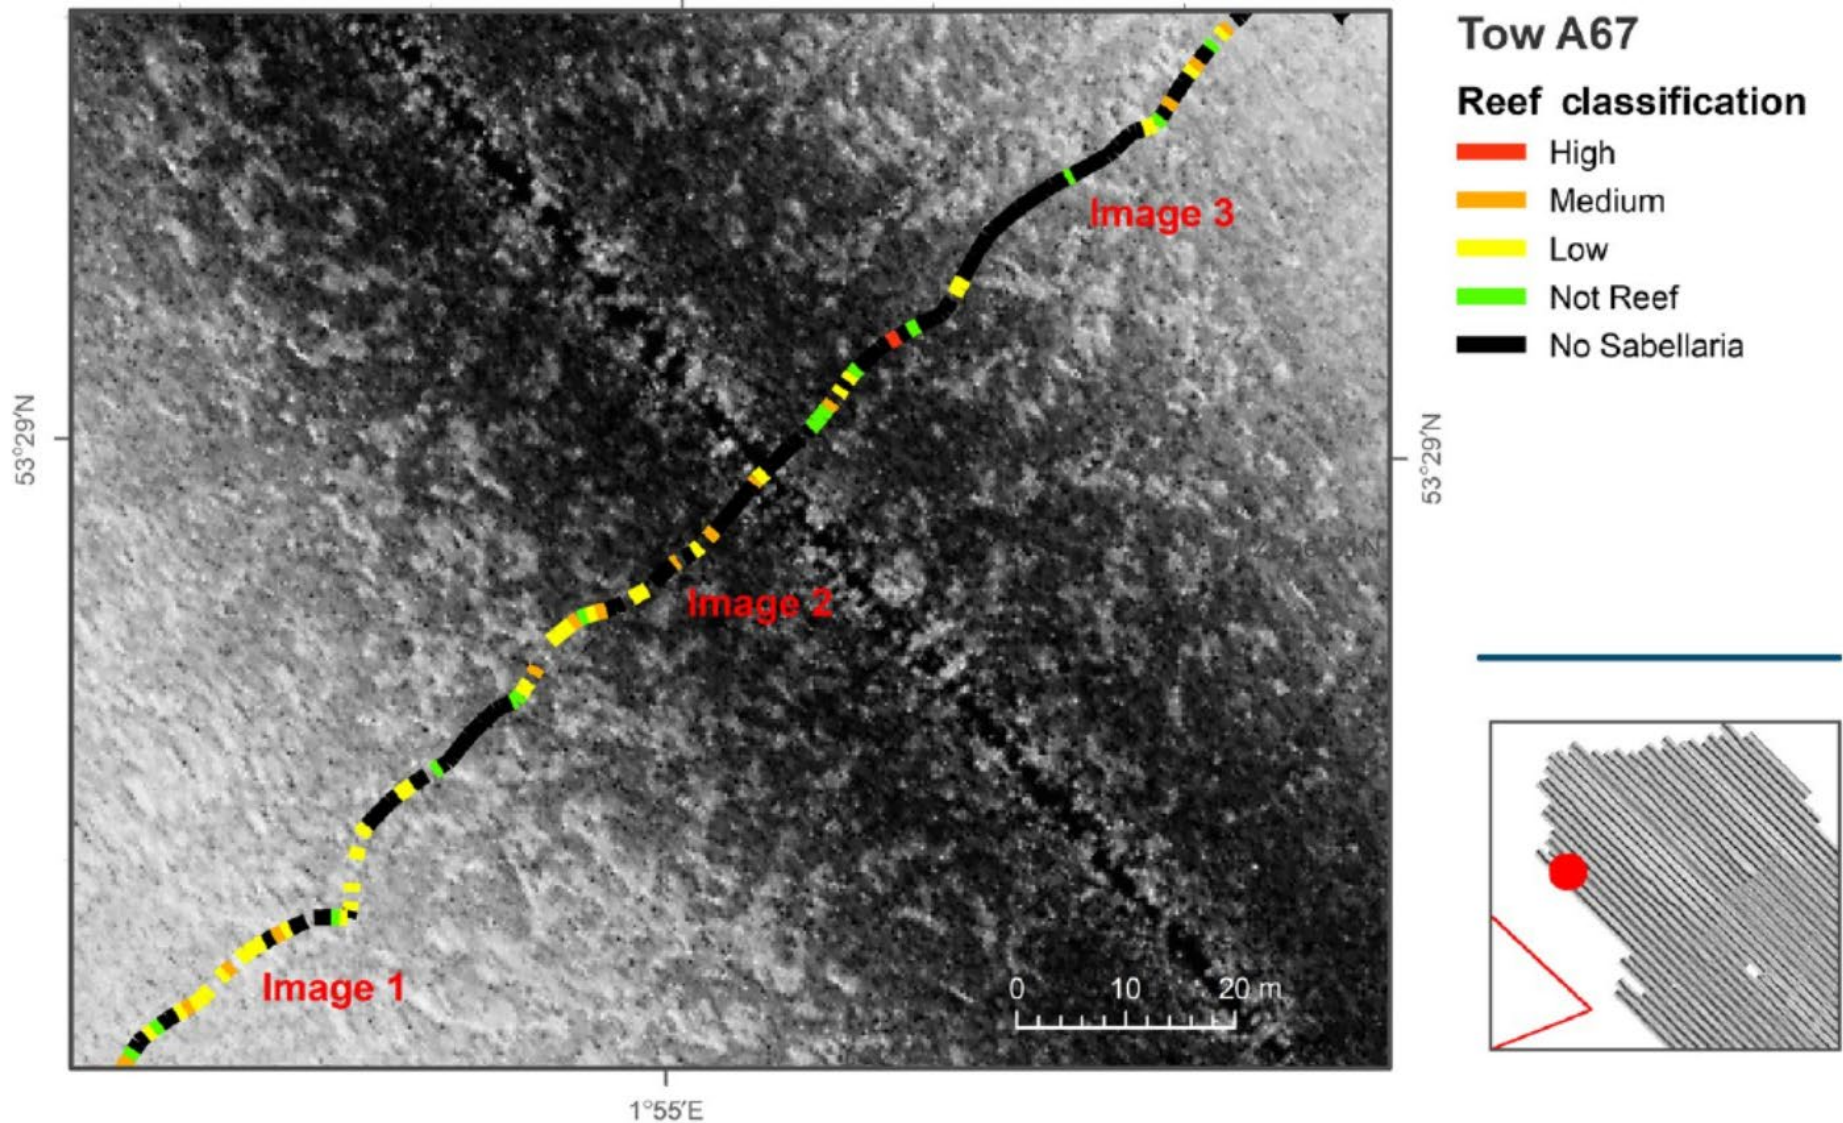 Tow A67
Reef classification
High
Medium
Low
Not Reef
No Sabellaria
Image 3
53°29'N
53°29'N
Image 2
Image 1
0 10 20 m
1°55'E